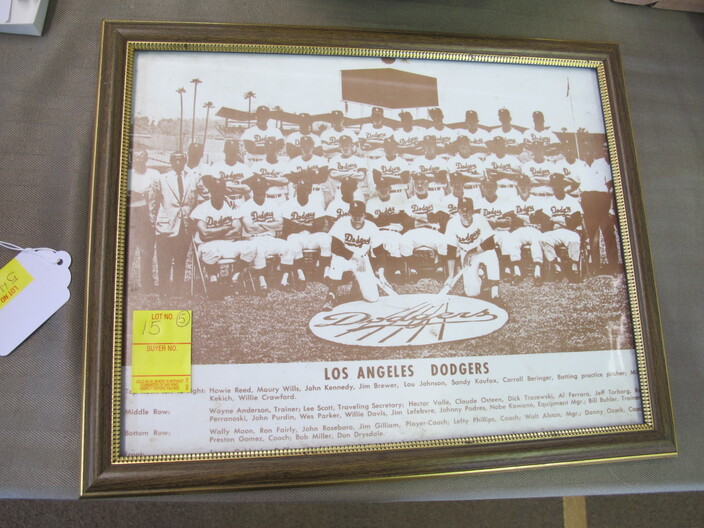 Dodgers
LOS ANGELES DODGERS
LOT NO. 5
15
BUYER NO.
Right: Howie Reed, Maury Wills, John Kennedy, Jim Brewer, Lou Johnson, Sandy Koufax, Carroll Beringer, Batting practice pitcher;
Kekich, Willie Crawford.
Middle Row: Wayne Anderson, Trainer; Lee Scott, Traveling Secretary; Hector Valle, Claude Osteen, Dick Tracewski, Al Ferrara, Jeff Torborg,
Perranoski, John Purdin, Wes Parker, Willie Davis, Jim Lefebvre, Johnny Podres, Nobe Kawano, Equipment Mgr.; Bill Buhler,
Bottom Row: Wally Moon, Ron Fairly, John Roseboro, Jim Gilliam, Player-Coach; Lefty Phillips, Coach; Walt Alston, Mgr.; Danny Ozark,
Preston Gomez, Coach; Bob Miller, Don Drysdale.
LOT NO